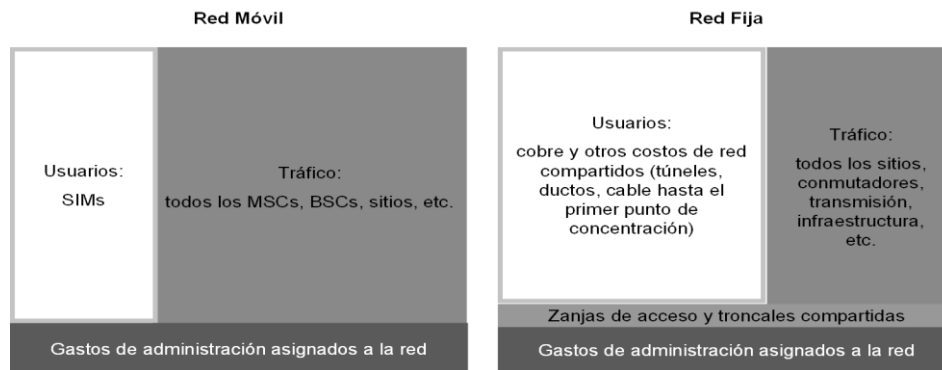 Red Móvil
Usuarios:
SIMs
Tráfico:
todos los MSCs, BSCs, sitios, etc.
Gastos de administración asignados a la red
Red Fija
Usuarios:
cobre y otros costos de red
compartidos (túneles,
ductos, cable hasta el
primer punto de
concentración)
Tráfico:
todos los sitios,
conmutadores,
transmisión,
infraestructura,
etc.
Zanjas de acceso y troncales compartidas
Gastos de administración asignados a la red